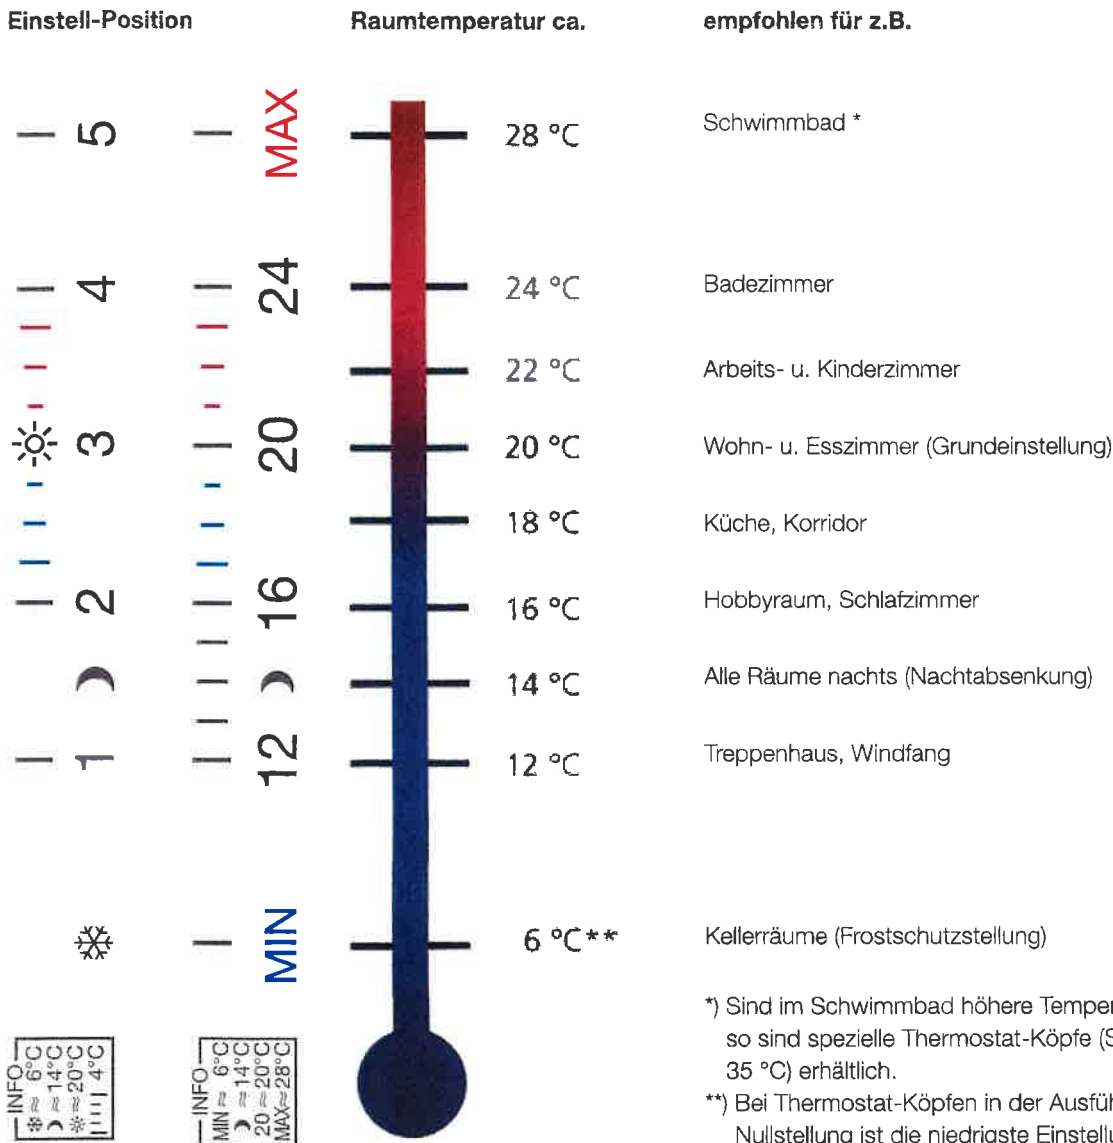 Einstell-Position Raumtemperatur ca. empfohlen für z.B.
5 MAX 28 °C Schwimmbad *
4 24 24 °C Badezimmer
22 °C Arbeits- u. Kinderzimmer
3 20 20 °C Wohn- u. Esszimmer (Grundeinstellung)
18 °C Küche, Korridor
2 16 16 °C Hobbyraum, Schlafzimmer
14 °C Alle Räume nachts (Nachtabsenkung)
1 12 12 °C Treppenhaus, Windfang
MIN 6 °C** Kellerräume (Frostschutzstellung)
*) Sind im Schwimmbad höhere
so sind spezielle Thermostat-Köpfe
35 °C) erhältlich.
**) Bei Thermostat-Köpfen in der
Nullstellung ist die niedrigste
INFO
❄ ≈ 6°C
☽ ≈ 14°C
☼ ≈ 20°C
4°C
INFO
MIN ≈ 6°C
☽ ≈ 14°C
20 ≈ 20°C
MAX≈28°C